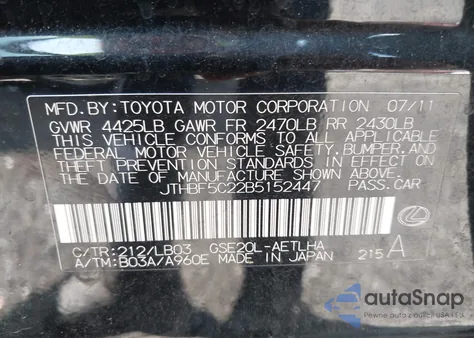 MFD. BY: TOYOTA MOTOR CORPORATION 07/11
GVWR 4425LB GAWR FR 2470LB RR 2430LB
THIS VEHICLE CONFORMS TO ALL APPLICABLE
FEDERAL MOTOR VEHICLE SAFETY, BUMPER, AND
THEFT PREVENTION STANDARDS IN EFFECT ON
THE DATE OF MANUFACTURE SHOWN ABOVE.
JTHBF5C22B5152447 PASS. CAR
C/TR: 212/LB03 GSE20L-AETLHA
A/TM: B03A/A960E MADE IN JAPAN 215 A
autaSnap